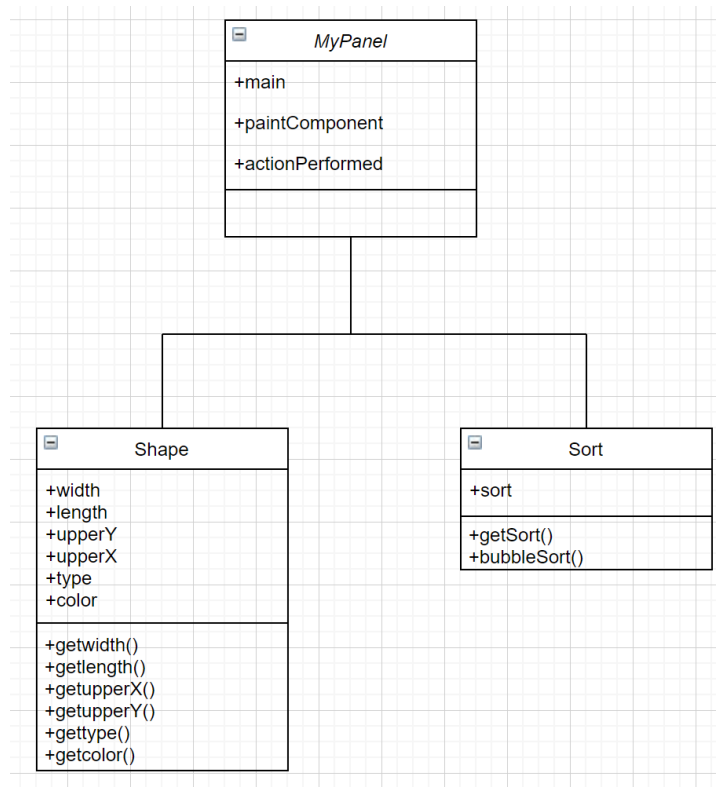 MyPanel
+main
+paintComponent
+actionPerformed
Shape
+width
+length
+upperY
+upperX
+type
+color
+getwidth()
+getlength()
+getupperX()
+getupperY()
+gettype()
+getcolor()
Sort
+sort
+getSort()
+bubbleSort()